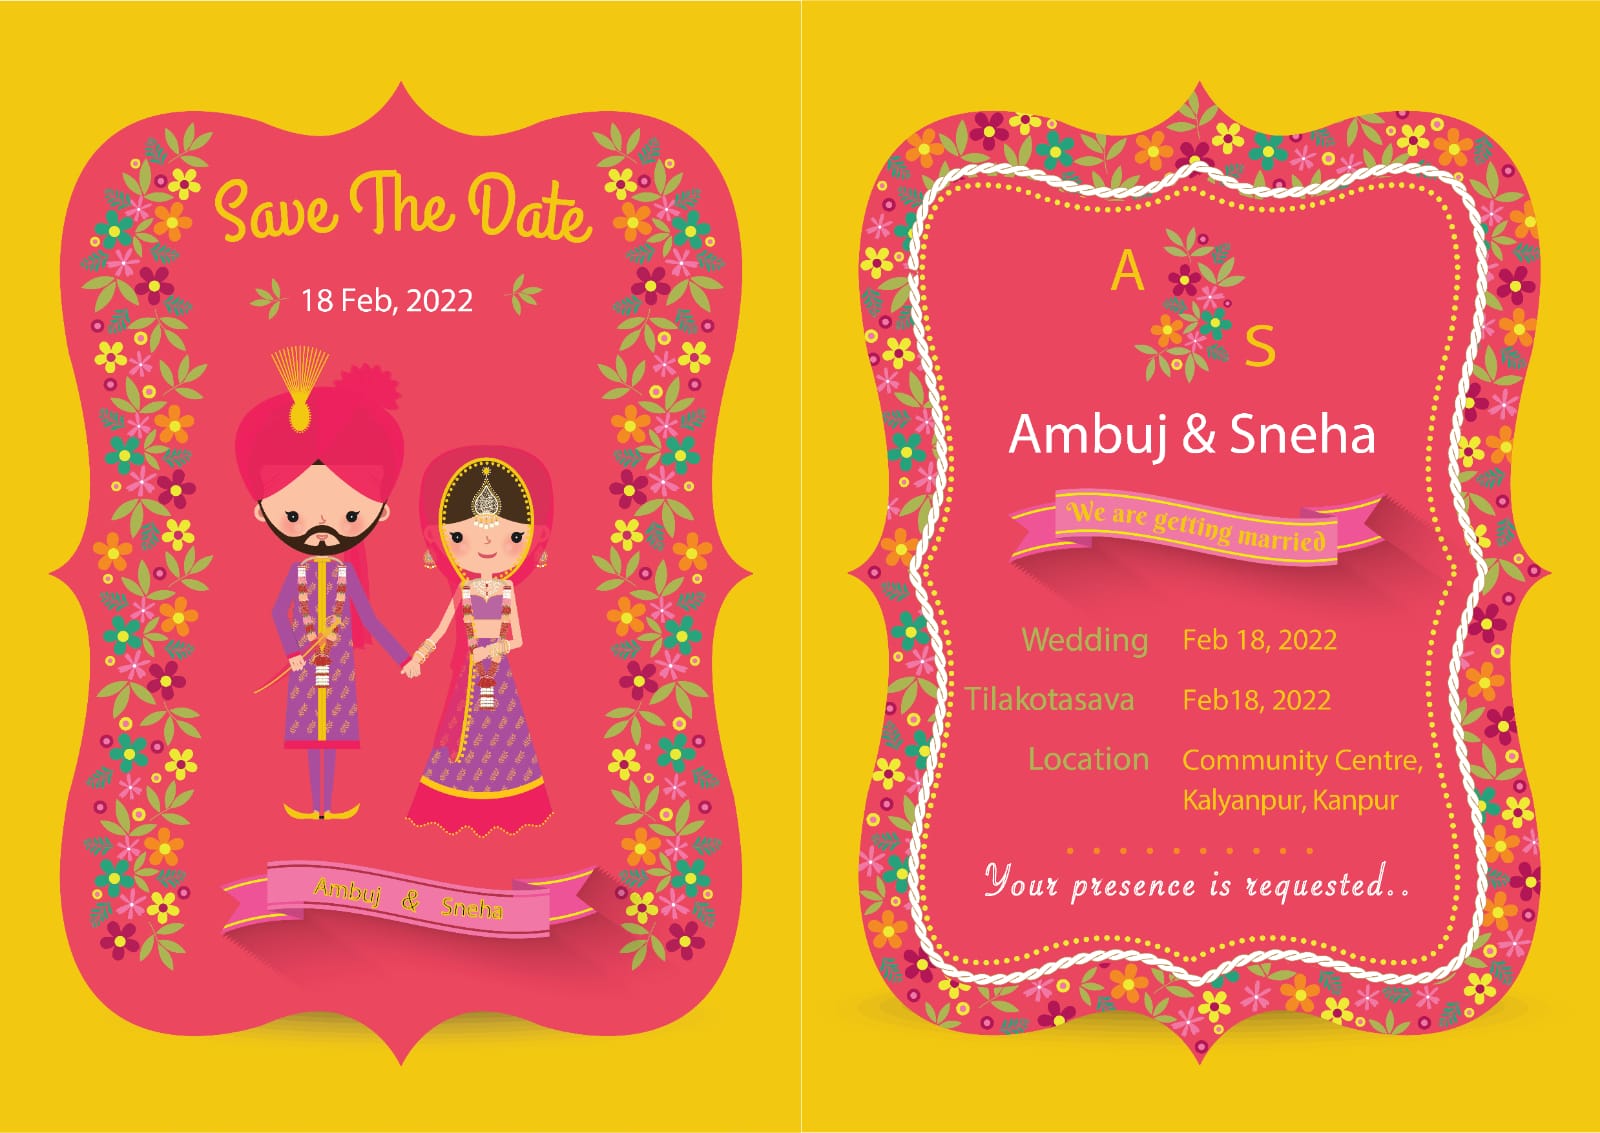 Save The Date
18 Feb, 2022
Ambuj & Sneha
A
S
Ambuj & Sneha
We are getting married
Wedding Feb 18, 2022
Tilakotasava Feb18, 2022
Location Community Centre,
Kalyanpur, Kanpur
Your presence is requested..